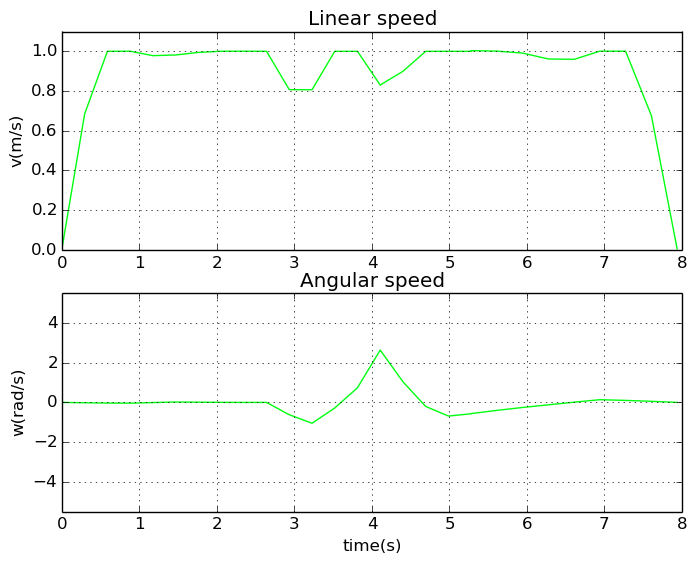 Linear speed
1.0
0.8
0.6
0.4
0.2
0.0
v(m/s)
0 1 2 3 4 5 6 7 8
Angular speed
4
2
0
−2
−4
w(rad/s)
0 1 2 3 4 5 6 7 8
time(s)